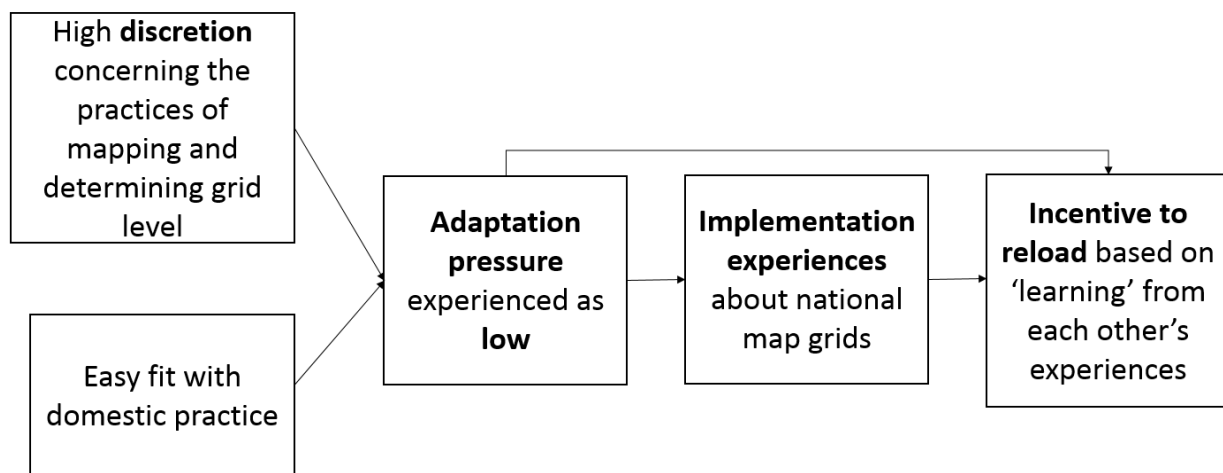 High discretion
concerning the
practices of
mapping and
determining grid
level
Easy fit with
domestic practice
Adaptation
pressure
experienced as
low
Implementation
experiences
about national
map grids
Incentive to
reload based on
‘learning’ from
each other’s
experiences